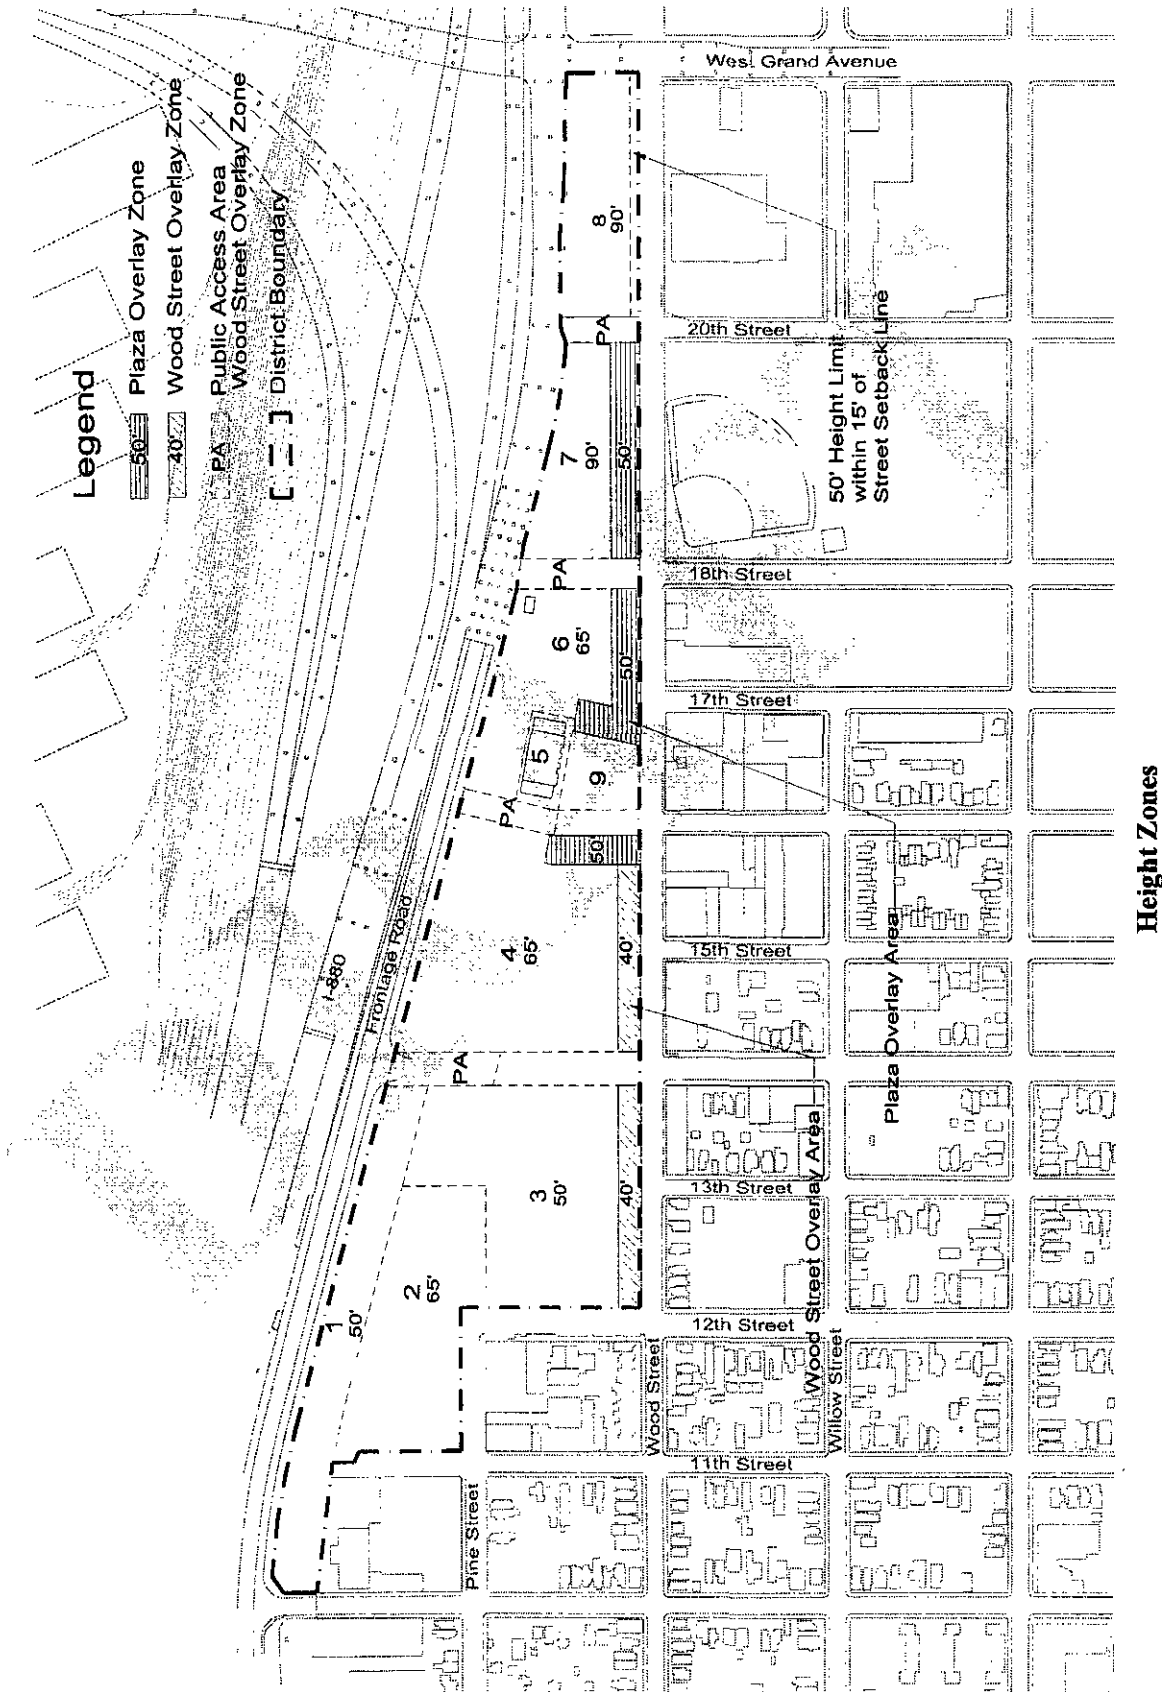 Legend
50' Plaza Overlay Zone
40' Wood Street Overlay Zone
PA Public Access Area
Wood Street Overlay Zone
District Boundary
West Grand Avenue
8
90'
PA
20th Street
50' Height Limit
within 15' of
Street Setback Line
7
90'
50'
PA
18th Street
6
65'
50'
17th Street
5
9
PA
50'
4
65'
40'
15th Street
Plaza Overlay Area
I-880
Frontage Road
PA
3
50'
40'
13th Street
Wood Street Overlay Area
2
65'
1
50'
12th Street
Wood Street
Willow Street
11th Street
Pine Street
Height Zones